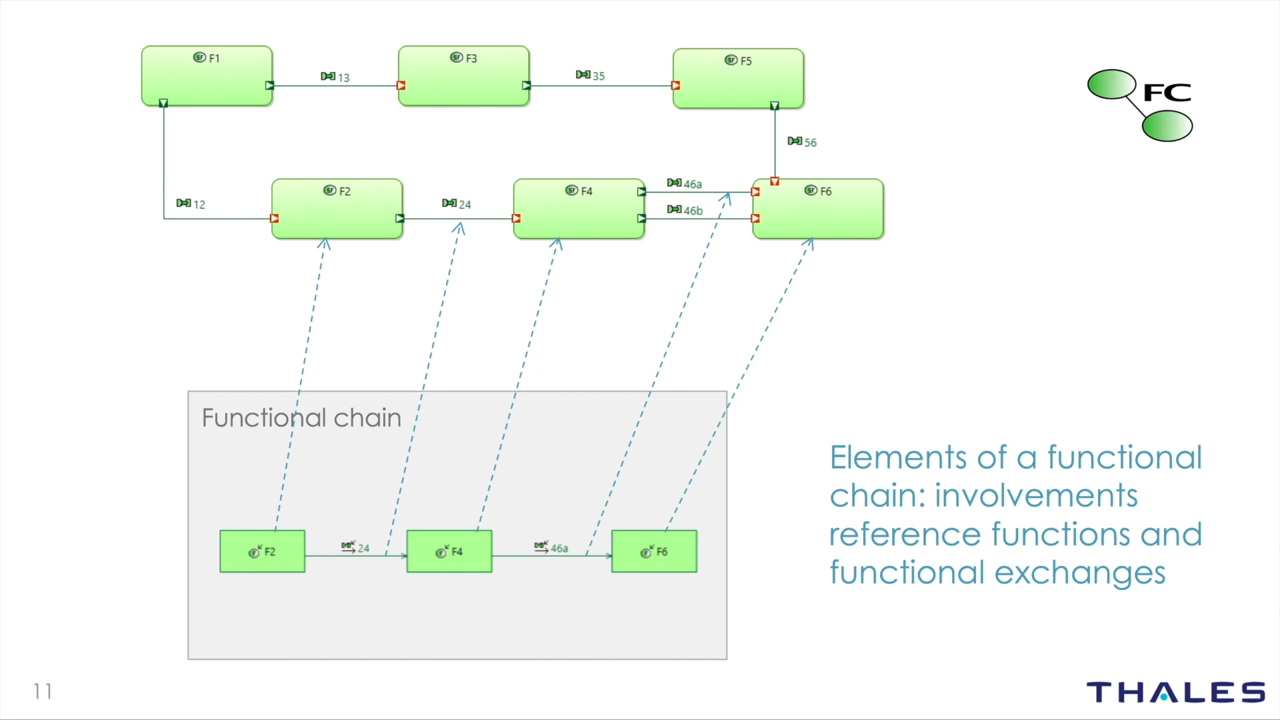 F1
F3
F5
13
35
FC
56
F2
F4
F6
12
24
46a
46b
Functional chain
Elements of a functional
chain: involvements
reference functions and
functional exchanges
F2
24
F4
46a
F6
11
THALES